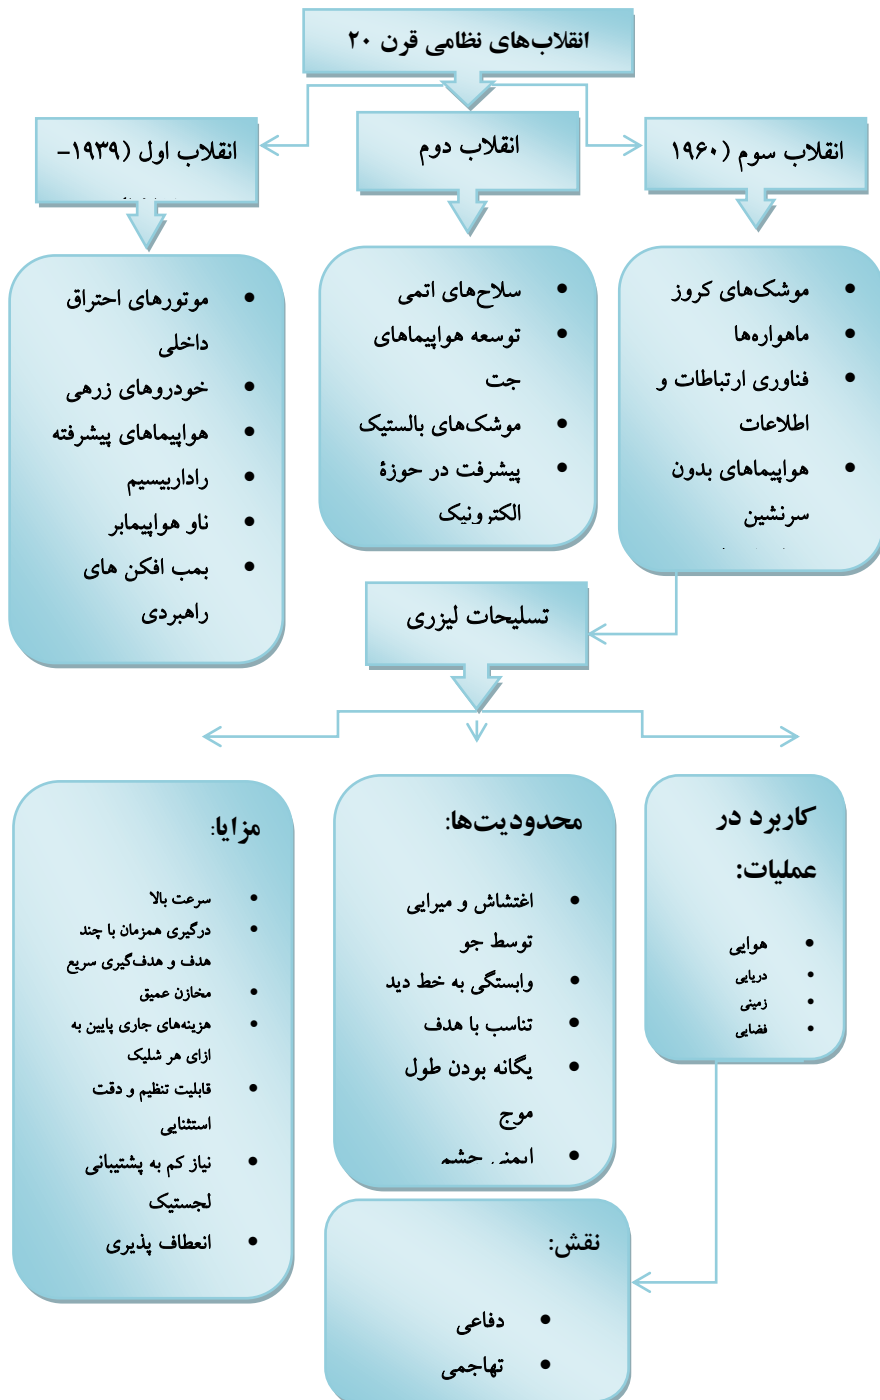 انقلاب‌های نظامی قرن ۲۰
انقلاب سوم (۱۹۶۰
انقلاب دوم
انقلاب اول (۱۹۳۹–
• موشک‌های کروز
• ماهواره‌ها
• فناوری ارتباطات و
اطلاعات
• هواپیماهای بدون
سرنشین
• سلاح‌های اتمی
• توسعه هواپیماهای
جت
• موشک‌های بالستیک
• پیشرفت در حوزهٔ
الکترونیک
• موتورهای احتراق
داخلی
• خودروهای زرهی
• هواپیماهای پیشرفته
• راداربیسیم
• ناو هواپیمابر
• بمب افکن های
راهبردی
تسلیحات لیزری
کاربرد در
عملیات:
• هوایی
• دریایی
• زمینی
• فضایی
محدودیت‌ها:
• اغتشاش و میرایی
توسط جو
• وابستگی به خط دید
• تناسب با هدف
• یگانه بودن طول
موج
• ایمنی چشم
مزایا:
• سرعت بالا
• درگیری همزمان با چند
هدف و هدف‌گیری سریع
• مخازن عمیق
• هزینه‌های جاری پایین به
ازای هر شلیک
• قابلیت تنظیم و دقت
استثنایی
• نیاز کم به پشتیبانی
لجستیک
• انعطاف پذیری
نقش:
• دفاعی
• تهاجمی